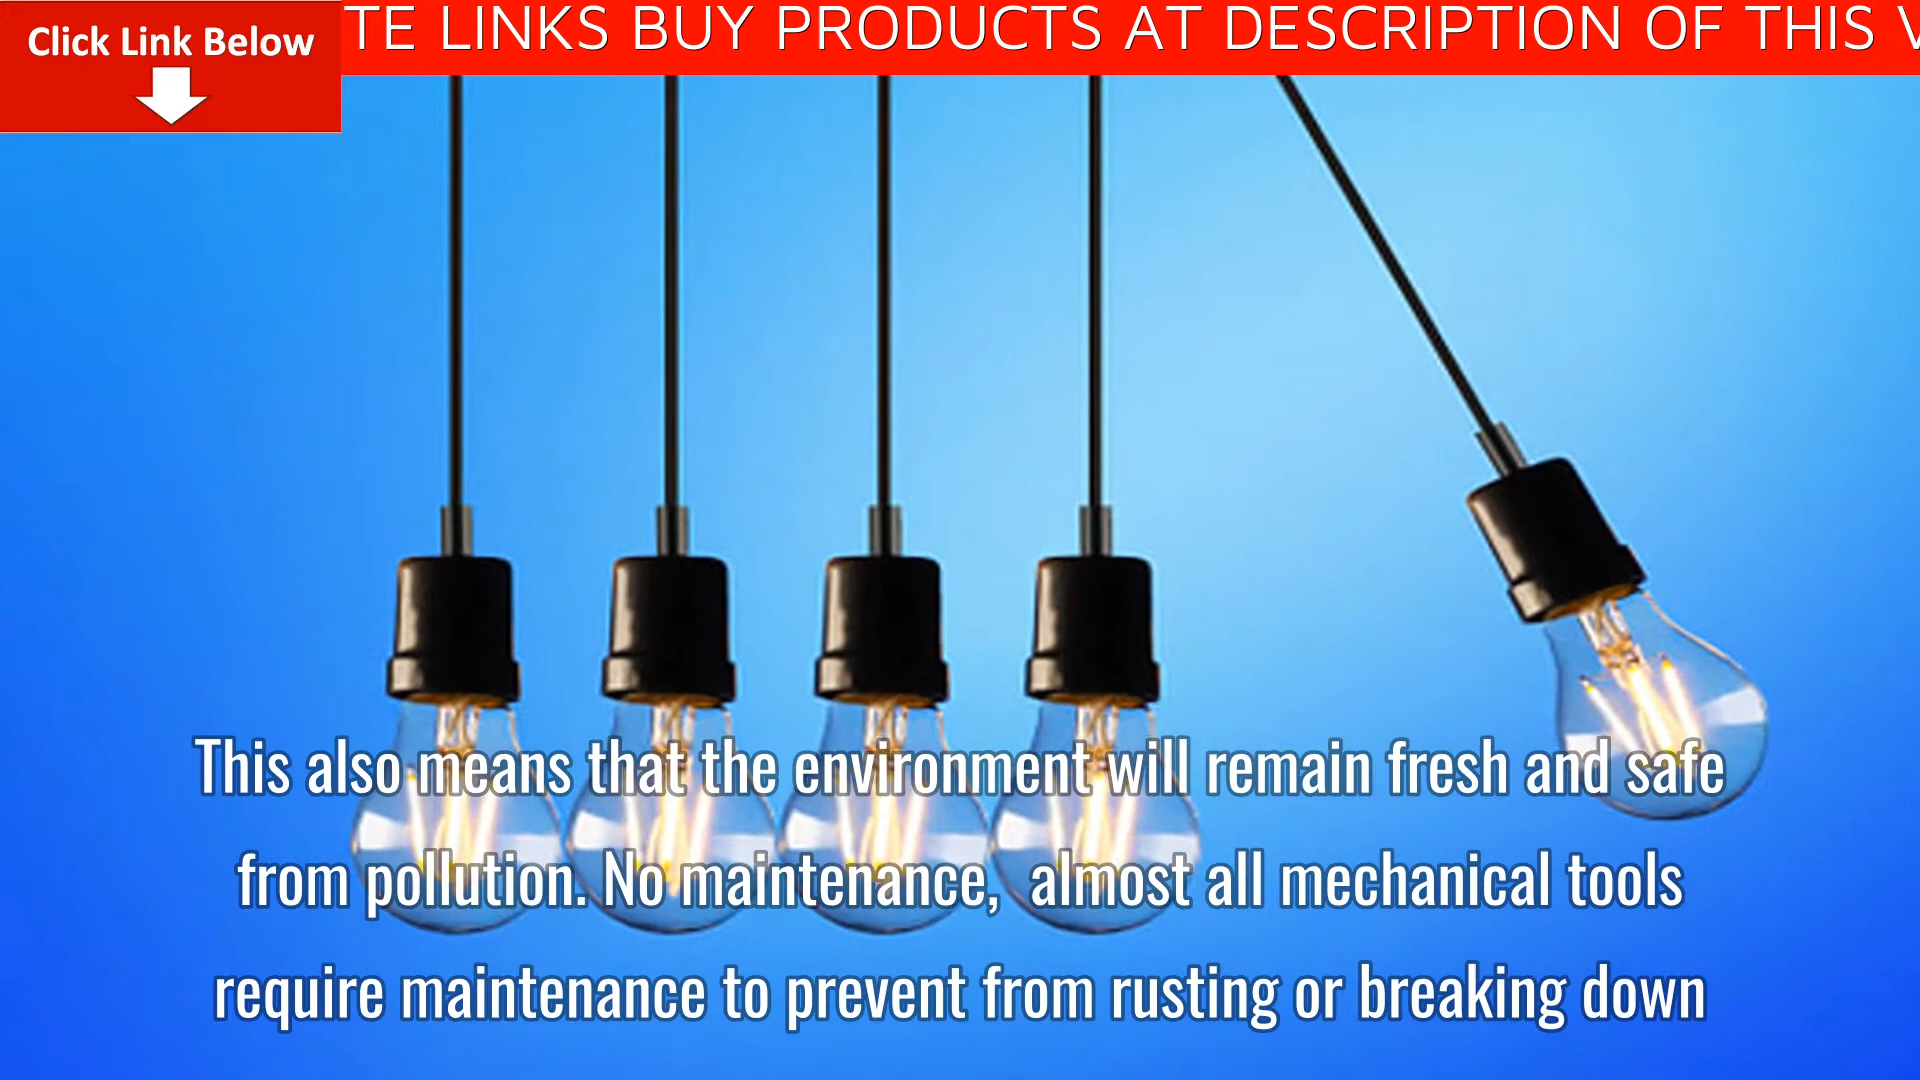 Click Link Below
TE LINKS BUY PRODUCTS AT DESCRIPTION OF THIS V
This also means that the environment will remain fresh and safe
from pollution. No maintenance,  almost all mechanical tools
require maintenance to prevent from rusting or breaking down